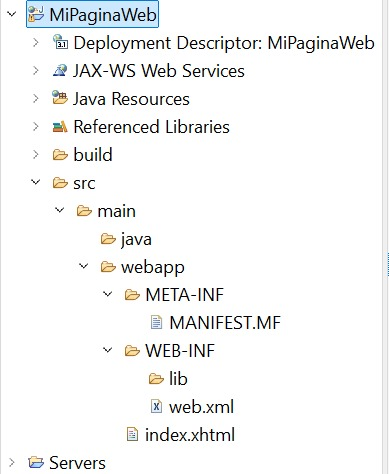 MiPaginaWeb
Deployment Descriptor: MiPaginaWeb
JAX-WS Web Services
Java Resources
Referenced Libraries
build
src
main
java
webapp
META-INF
MANIFEST.MF
WEB-INF
lib
web.xml
index.xhtml
Servers